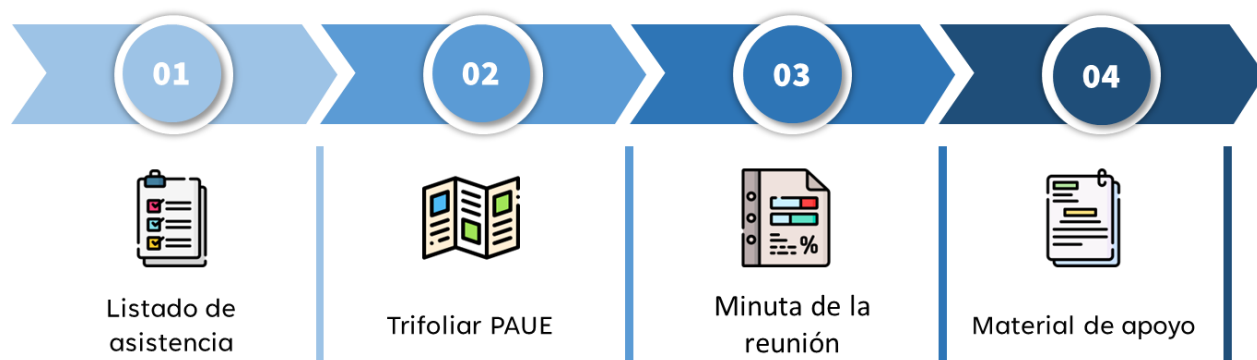 01
02
03
04
%
Listado de
asistencia
Trifoliar PAUE
Minuta de la
reunión
Material de apoyo